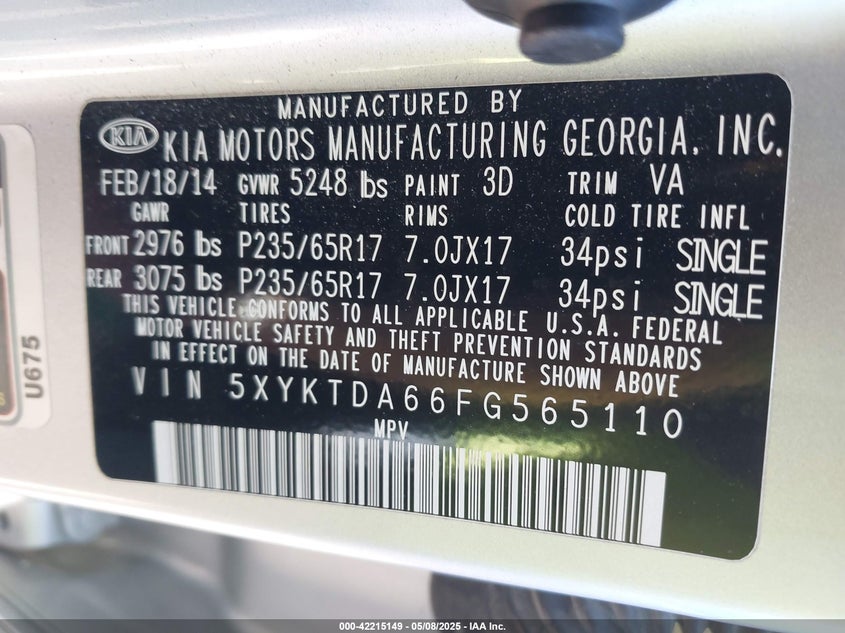 MANUFACTURED BY
KIA KIA MOTORS MANUFACTURING GEORGIA, INC.
FEB/18/14 GVWR 5248 lbs PAINT 3D TRIM VA
GAWR TIRES RIMS COLD TIRE INFL
FRONT 2976 lbs P235/65R17 7.0JX17 34psi SINGLE
REAR 3075 lbs P235/65R17 7.0JX17 34psi SINGLE
THIS VEHICLE CONFORMS TO ALL APPLICABLE U.S.A. FEDERAL
MOTOR VEHICLE SAFETY AND THEFT PREVENTION STANDARDS
IN EFFECT ON THE DATE OF MANUFACTURE SHOWN ABOVE
VIN 5XYKTDA66FG565110
MPV
U675
000-42215149 — 05/08/2025 — IAA Inc.